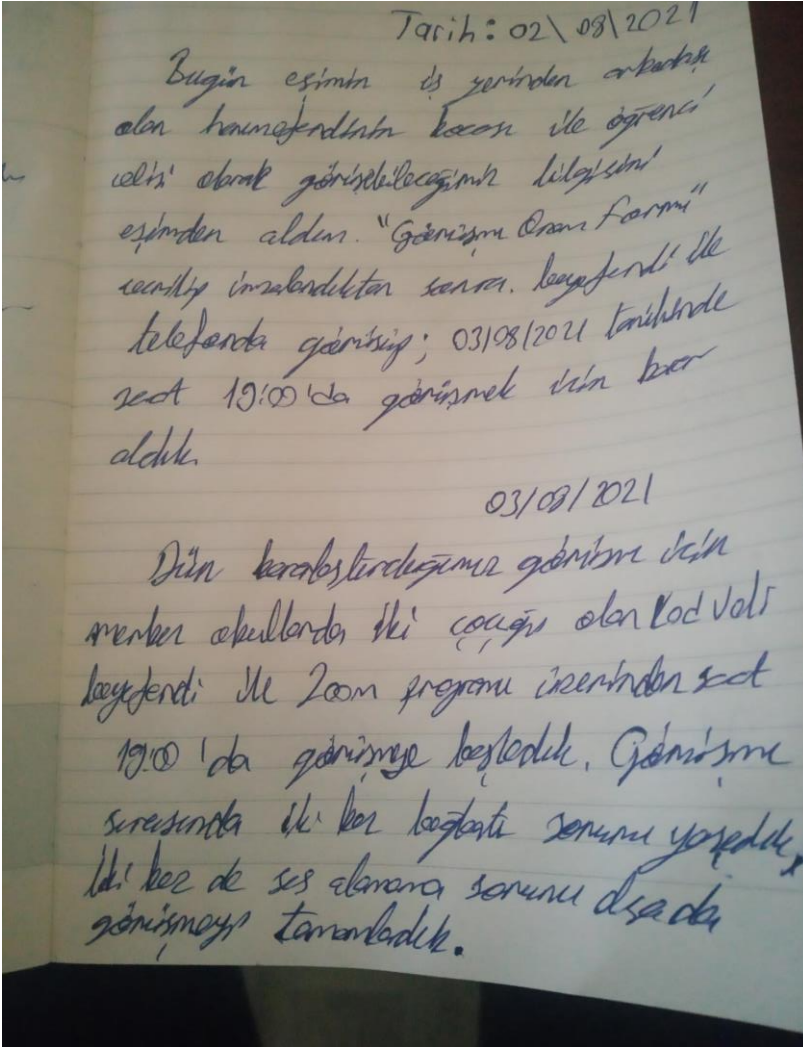 Tarih: 02\08\2021
Bugün eşimin iş yerinden arkadaşı
olan hanımefendinin kocası ile öğrenci
velisi olarak görüşebileceğimiz bilgisini
eşimden aldım. "Görüşme Onam Formu"
imzalandıktan sonra. beyefendi ile
telefonda görüşüp; 03/08/2021 tarihinde
saat 19:00'da görüşmek için karar
aldık.
03/08/2021
Dün kararlaştırdığımız görüşme için
merkez okullarda iki çocuğu olan Kod Veli
beyefendi ile Zoom programı üzerinden saat
19:00'da görüşmeye başladık. Görüşme
sırasında iki kez bağlantı sorunu yaşadık,
iki kez de ses alamama sorunu olsa da
görüşmeyi tamamladık.